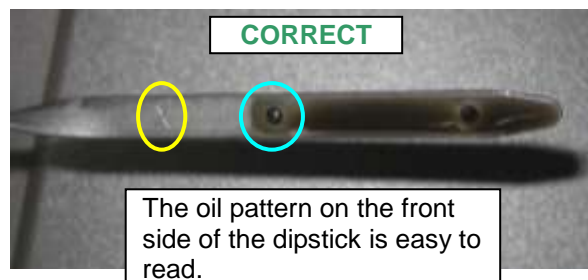 CORRECT
The oil pattern on the front
side of the dipstick is easy to
read.